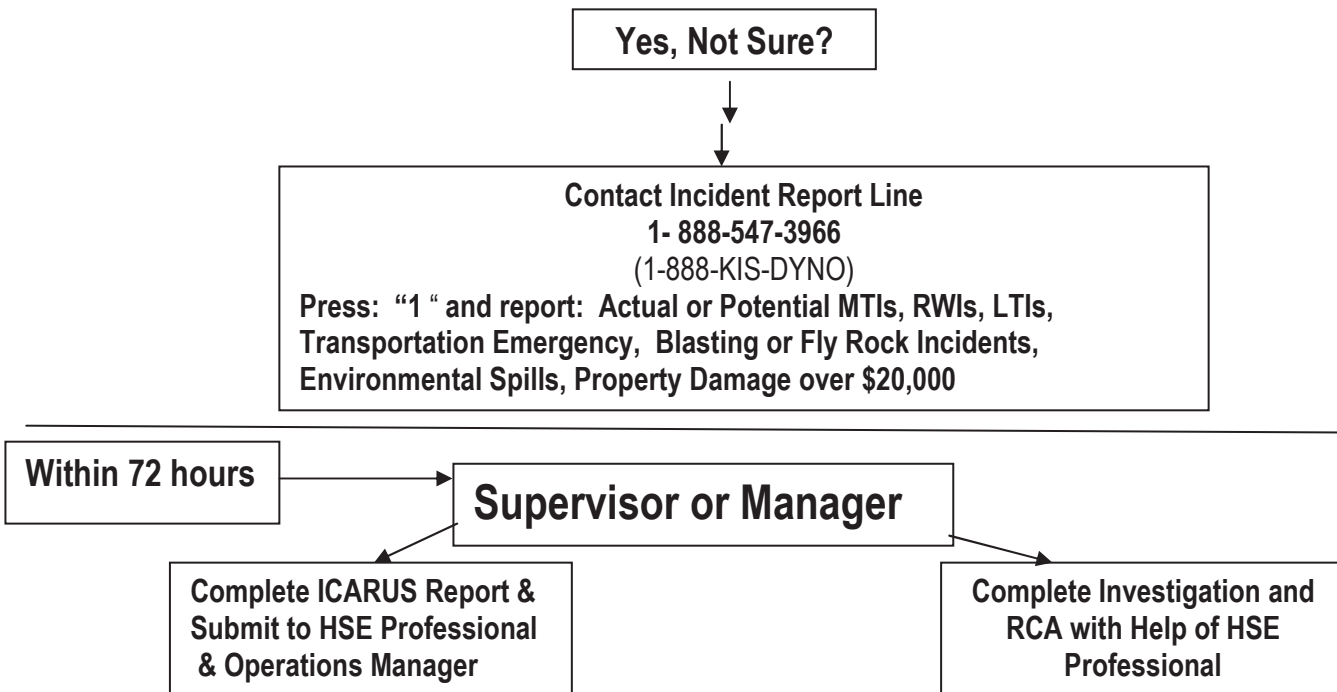 Yes, Not Sure?
Contact Incident Report Line
1- 888-547-3966
(1-888-KIS-DYNO)
Press: “1 “ and report: Actual or Potential MTIs, RWIs, LTIs,
Transportation Emergency, Blasting or Fly Rock Incidents,
Environmental Spills, Property Damage over $20,000
Within 72 hours
Supervisor or Manager
Complete ICARUS Report &
Submit to HSE Professional
& Operations Manager
Complete Investigation and
RCA with Help of HSE
Professional